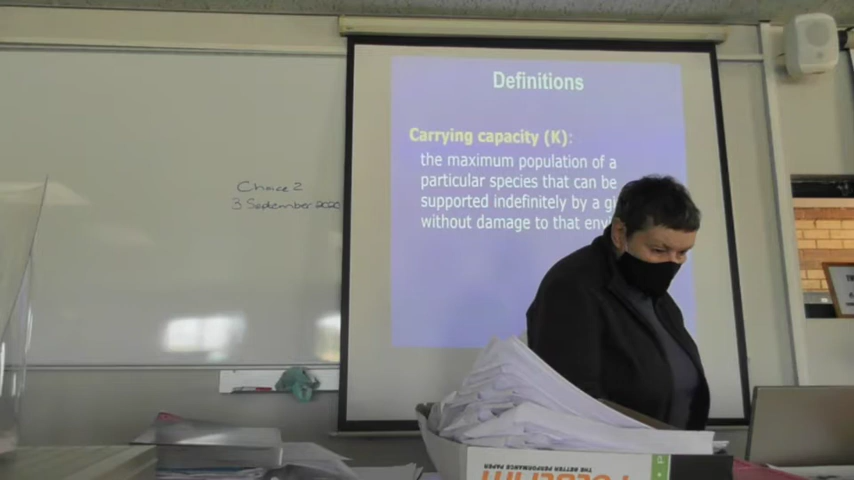 Definitions
Carrying capacity (K):
the maximum population of a
particular species that can be
supported indefinitely by a
without damage to that
Choice 2
3 September 2020
THE BETTER PERFORMANCE PAPER